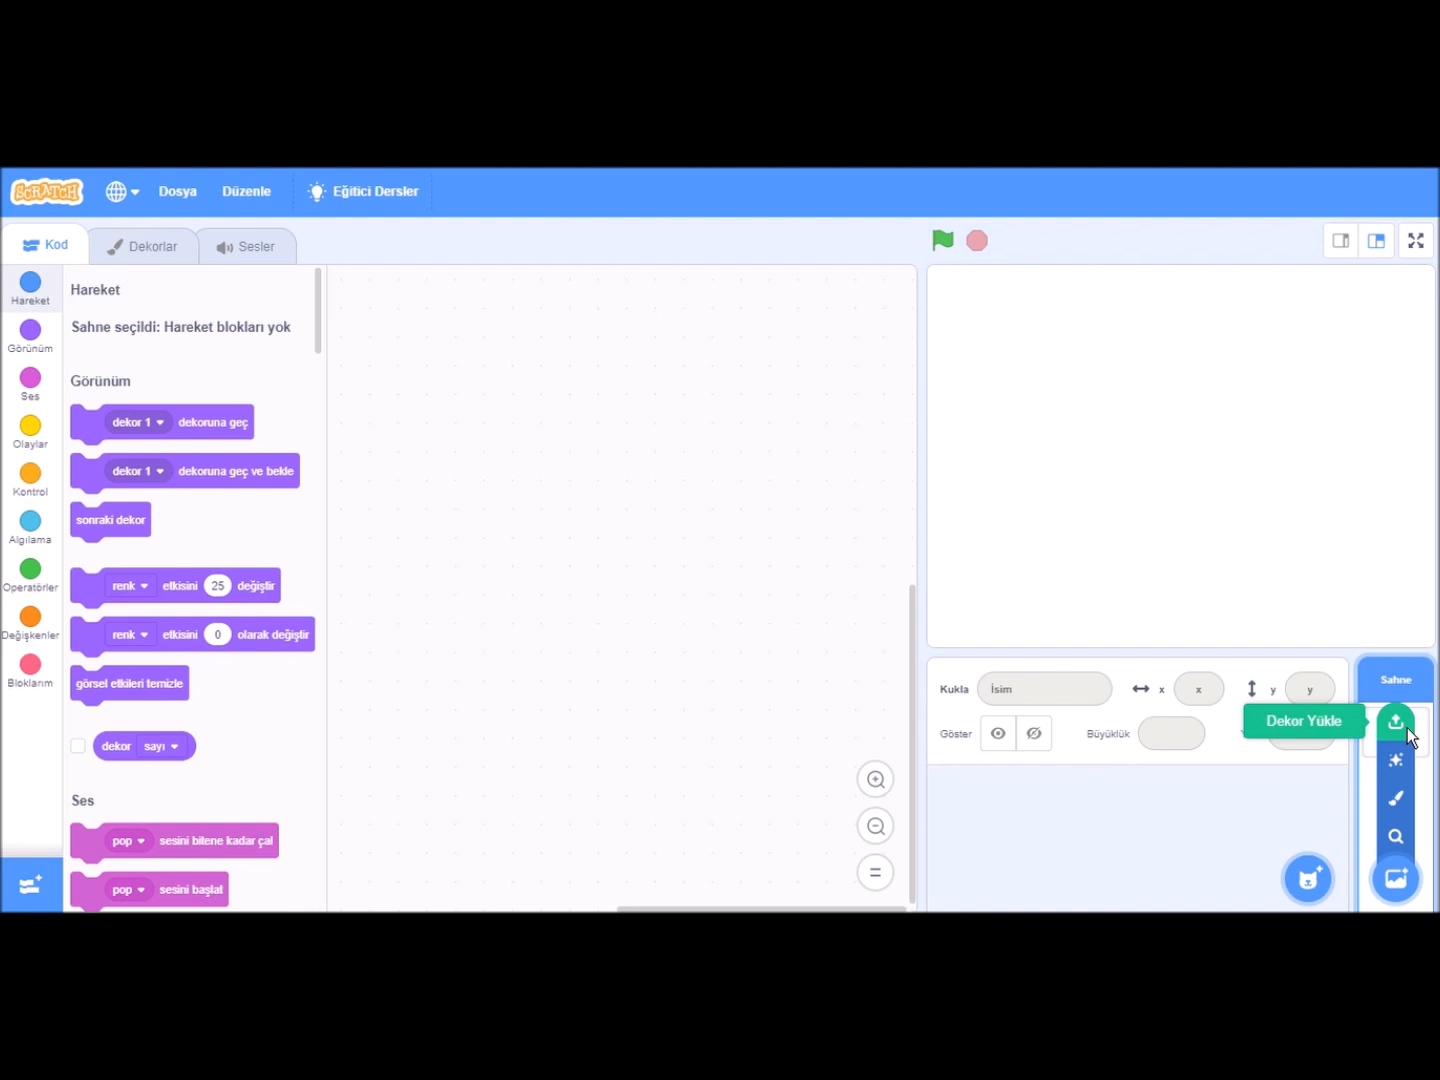 SCRATCH Dosya Düzenle Eğitici Dersler
Kod Dekorlar Sesler
Hareket
Görünüm
Ses
Olaylar
Kontrol
Algılama
Operatörler
Değişkenler
Bloklarım
Hareket
Sahne seçildi: Hareket blokları yok
Görünüm
dekor 1 dekoruna geç
dekor 1 dekoruna geç ve bekle
sonraki dekor
renk etkisini 25 değiştir
renk etkisini 0 olarak değiştir
görsel etkileri temizle
dekor sayı
Ses
pop sesini bitene kadar çal
pop sesini başlat
Kukla İsim x x y y
Göster Büyüklük
Sahne
Dekor Yükle